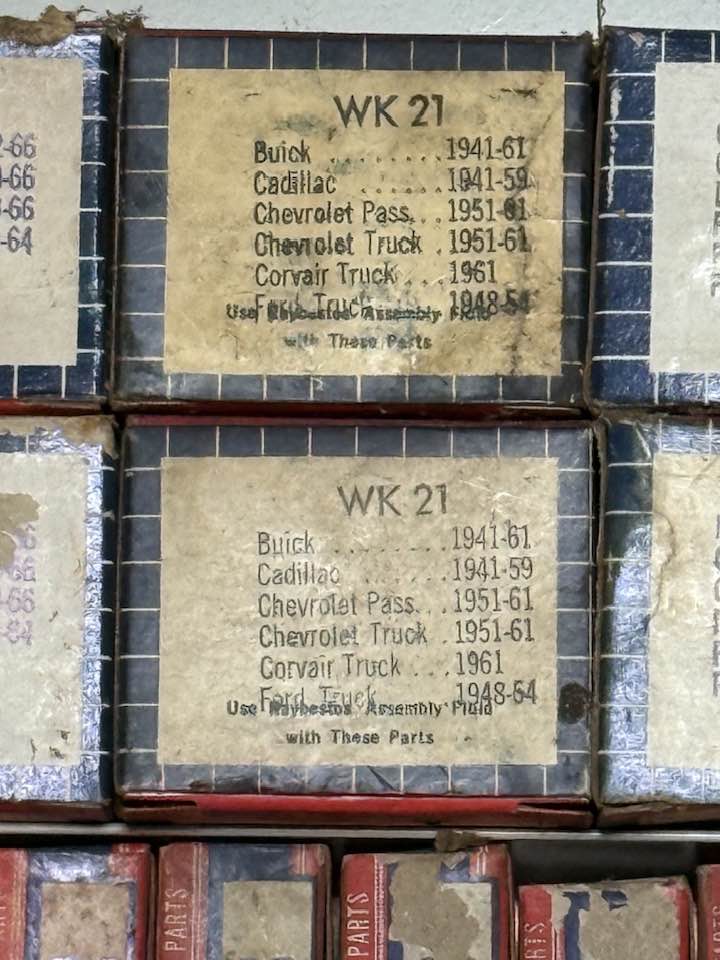 2-66
-66
-66
-64
WK 21
Buick ........ 1941-61
Cadillac ...... 1941-59
Chevrolet Pass. .. 1951-61
Chevrolet Truck . 1951-61
Corvair Truck ... 1961
Ford Truck 1948-54
Use Raybestos Assembly Fluid
with These Parts
WK 21
Buick ........ 1941-61
Cadillac ...... 1941-59
Chevrolet Pass. .. 1951-61
Chevrolet Truck . 1951-61
Corvair Truck ... 1961
Ford Truck 1948-54
Use Raybestos Assembly Fluid
with These Parts
PARTS
PARTS